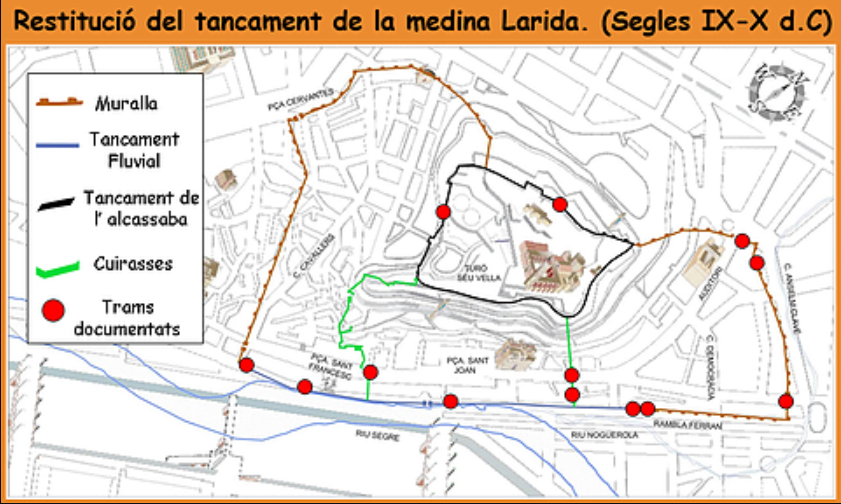 Restitució del tancament de la medina Larida. (Segles IX-X d.C)
Muralla
Tancament
Fluvial
Tancament de
l' alcassaba
Cuirasses
Trams
documentats
PÇA CERVANTES
C. CAVALLERS
TURÓ
SEU VELLA
AUDITORI
C. ANSELM CLAVÉ
C. DEMOCRÀCIA
PÇA. SANT
FRANCESC
PÇA. SANT
JOAN
RAMBLA FERRAN
RIU SEGRE
RIU NOGUEROLA